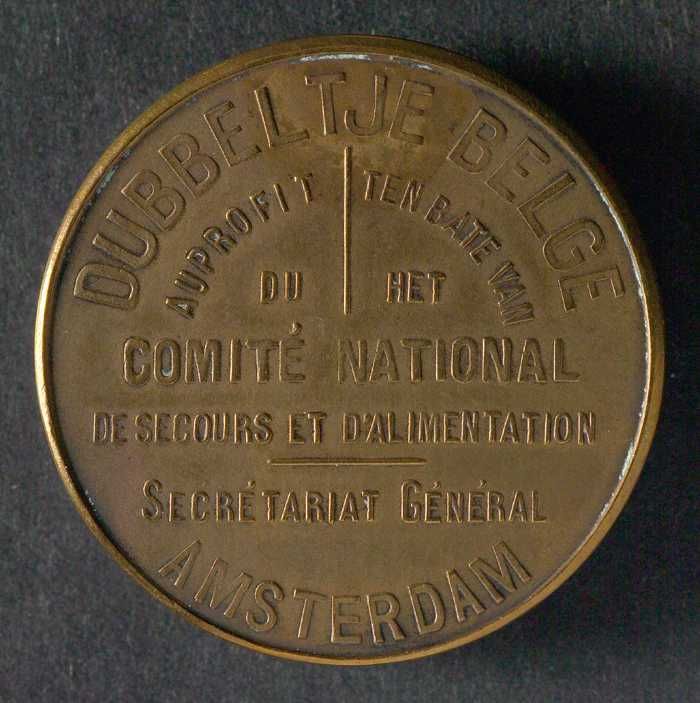 DUBBELTJE BELGE
AU PROFIT
DU
TEN BATE VAN
HET
COMITÉ NATIONAL
DE SECOURS ET D'ALIMENTATION
SECRÉTARIAT GÉNÉRAL
AMSTERDAM